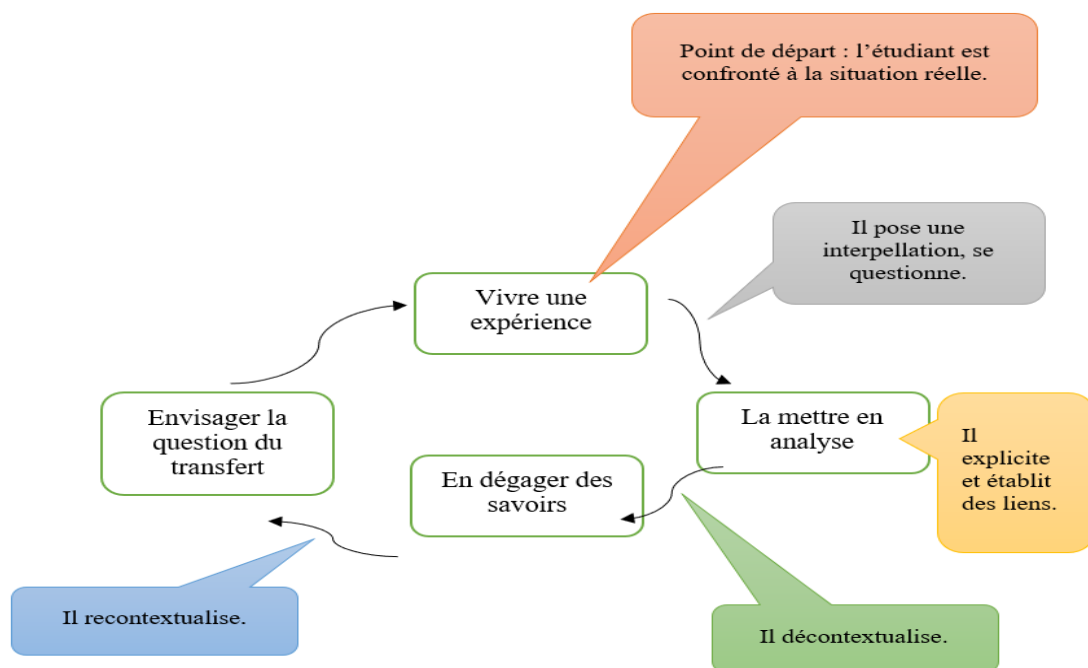 Point de départ : l’étudiant est
confronté à la situation réelle.
Il pose une
interpellation, se
questionne.
Vivre une
expérience
Envisager la
question du
transfert
La mettre en
analyse
Il
explicite
et établit
des liens.
En dégager des
savoirs
Il recontextualise.
Il décontextualise.